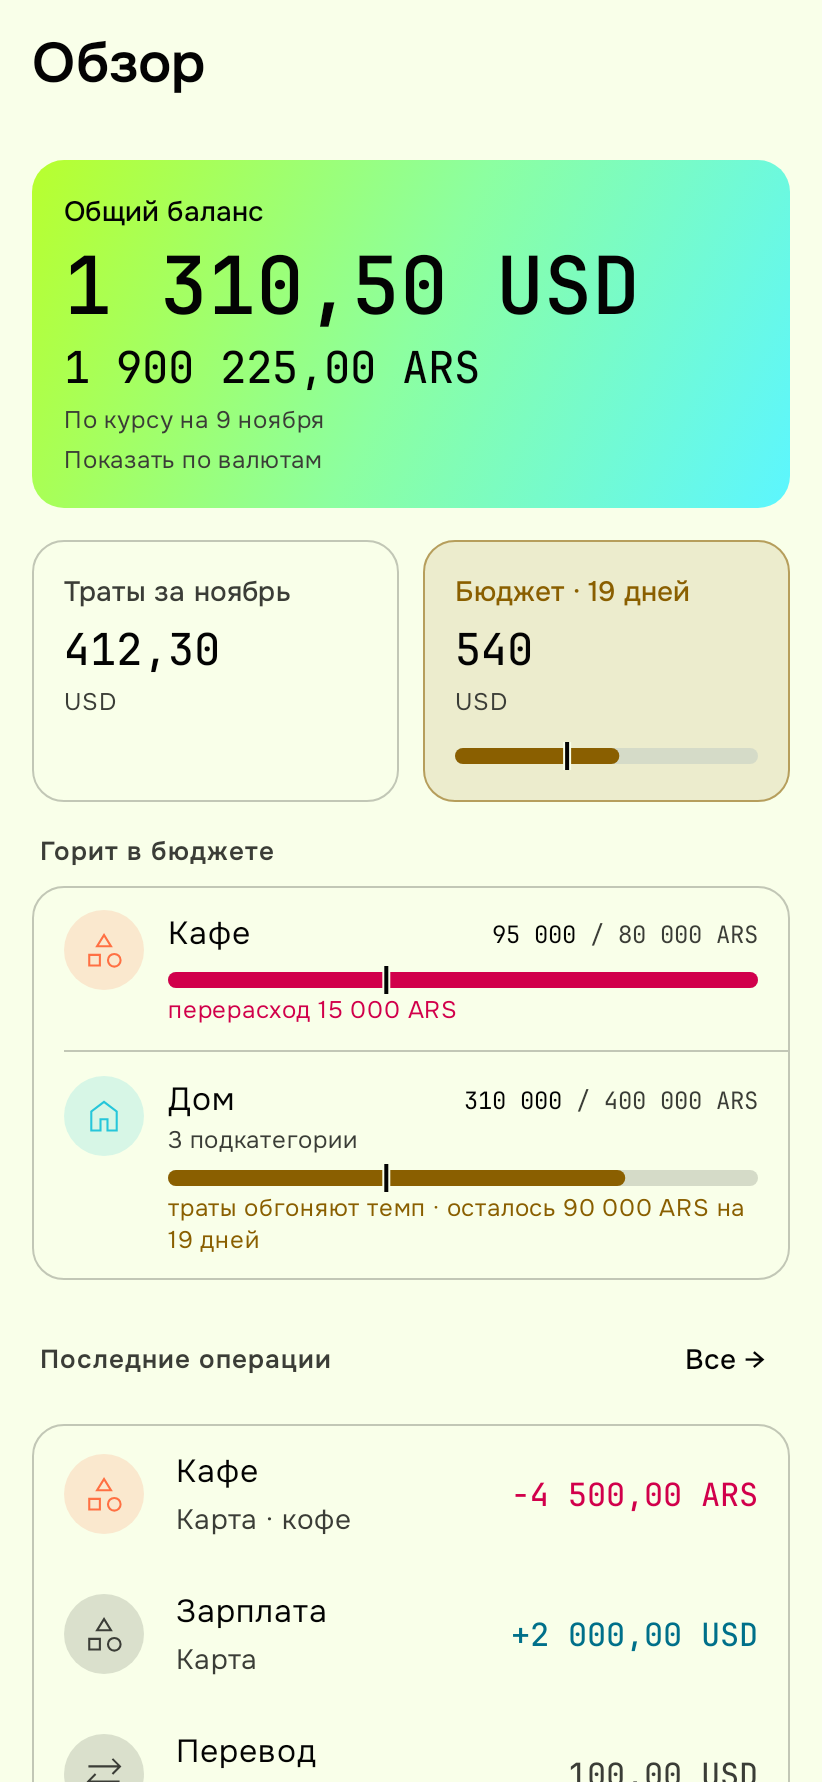 Обзор
Общий баланс
1 310,50 USD
1 900 225,00 ARS
По курсу на 9 ноября
Показать по валютам
Траты за ноябрь
412,30
USD
Бюджет · 19 дней
540
USD
Горит в бюджете
Кафе
95 000 / 80 000 ARS
перерасход 15 000 ARS
Дом
310 000 / 400 000 ARS
3 подкатегории
траты обгоняют темп · осталось 90 000 ARS на
19 дней
Последние операции
Все →
Кафе
-4 500,00 ARS
Карта · кофе
Зарплата
+2 000,00 USD
Карта
Перевод
100,00 USD